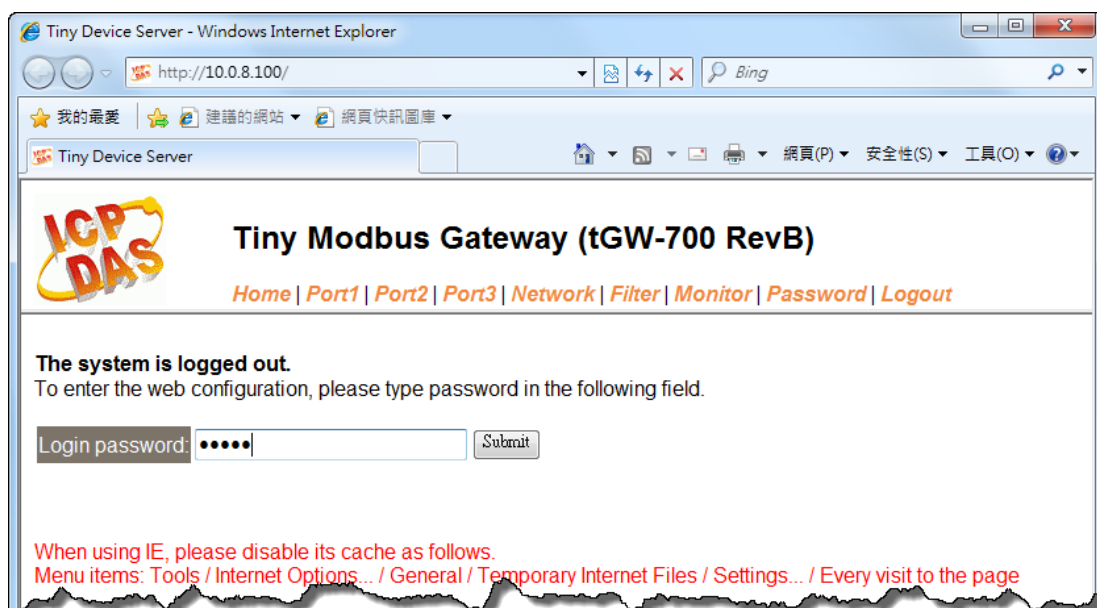 Tiny Device Server - Windows Internet Explorer
http://10.0.8.100/
Bing
我的最愛 建議的網站 網頁快訊圖庫
Tiny Device Server 網頁(P) 安全性(S) 工具(O)
ICP DAS
Tiny Modbus Gateway (tGW-700 RevB)
Home | Port1 | Port2 | Port3 | Network | Filter | Monitor | Password | Logout
The system is logged out.
To enter the web configuration, please type password in the following field.
Login password: ••••• Submit
When using IE, please disable its cache as follows.
Menu items: Tools / Internet Options... / General / Temporary Internet Files / Settings... / Every visit to the page